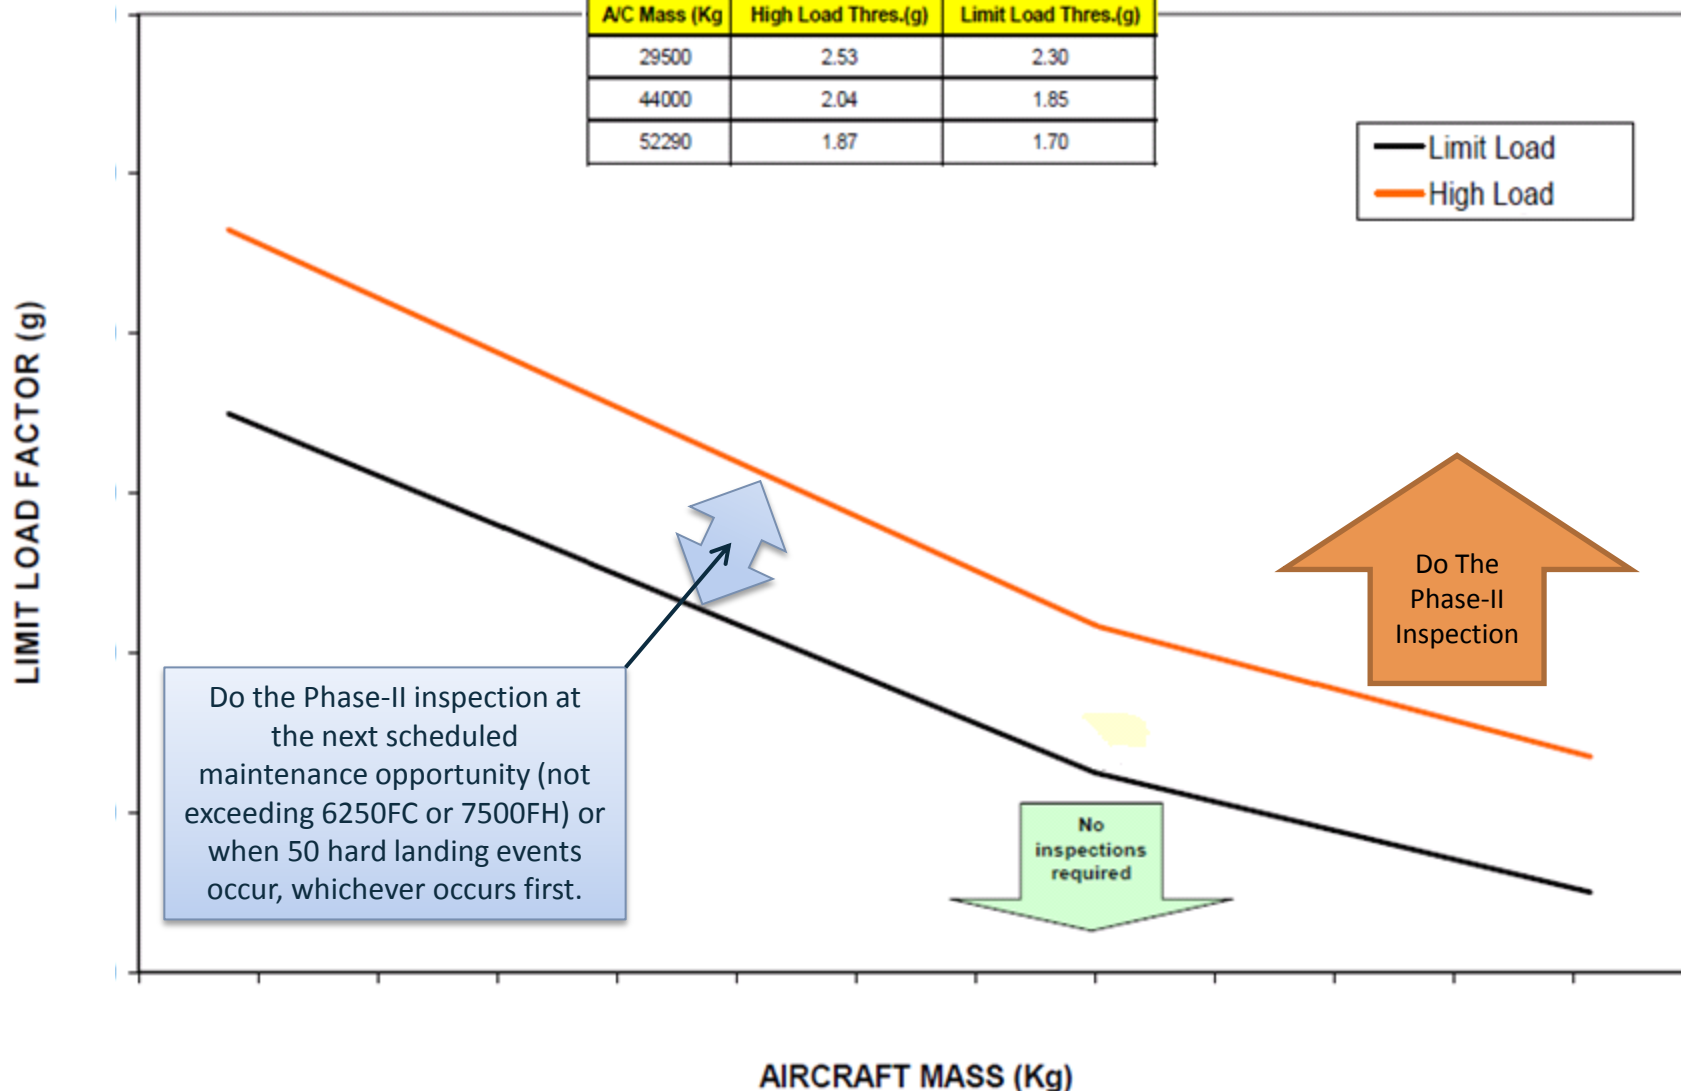 A/C Mass (Kg High Load Thres.(g) Limit Load Thres.(g)
29500 2.53 2.30
44000 2.04 1.85
52290 1.87 1.70
Limit Load
High Load
LIMIT LOAD FACTOR (g)
Do The
Phase-II
Inspection
Do the Phase-II inspection at
the next scheduled
maintenance opportunity (not
exceeding 6250FC or 7500FH) or
when 50 hard landing events
occur, whichever occurs first.
No
inspections
required
AIRCRAFT MASS (Kg)